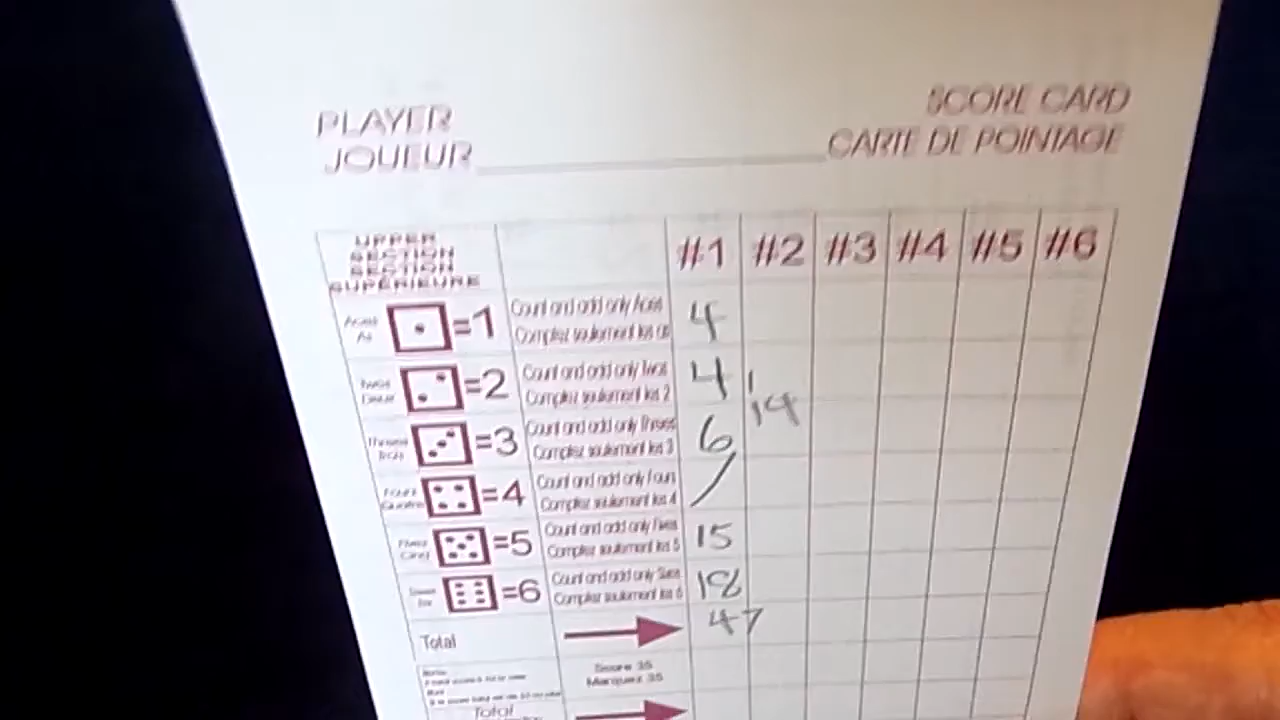 PLAYER
JOUEUR
SCORE CARD
CARTE DE POINTAGE
UPPER
SECTION
SECTION
SUPÉRIEURE
#1 #2 #3 #4 #5 #6
Aces
As
=1
Count and add only Aces
Comptez seulement les as
4
Twos
Deux
=2
Count and add only Twos
Comptez seulement les 2
4
14
Threes
Trois
=3
Count and add only Threes
Comptez seulement les 3
6
Fours
Quatre
=4
Count and add only Fours
Comptez seulement les 4
/
Fives
Cinq
=5
Count and add only Fives
Comptez seulement les 5
15
Sixes
Six
=6
Count and add only Sixes
Comptez seulement les 6
18
Total
47
Score 35
Marquez 35
Total